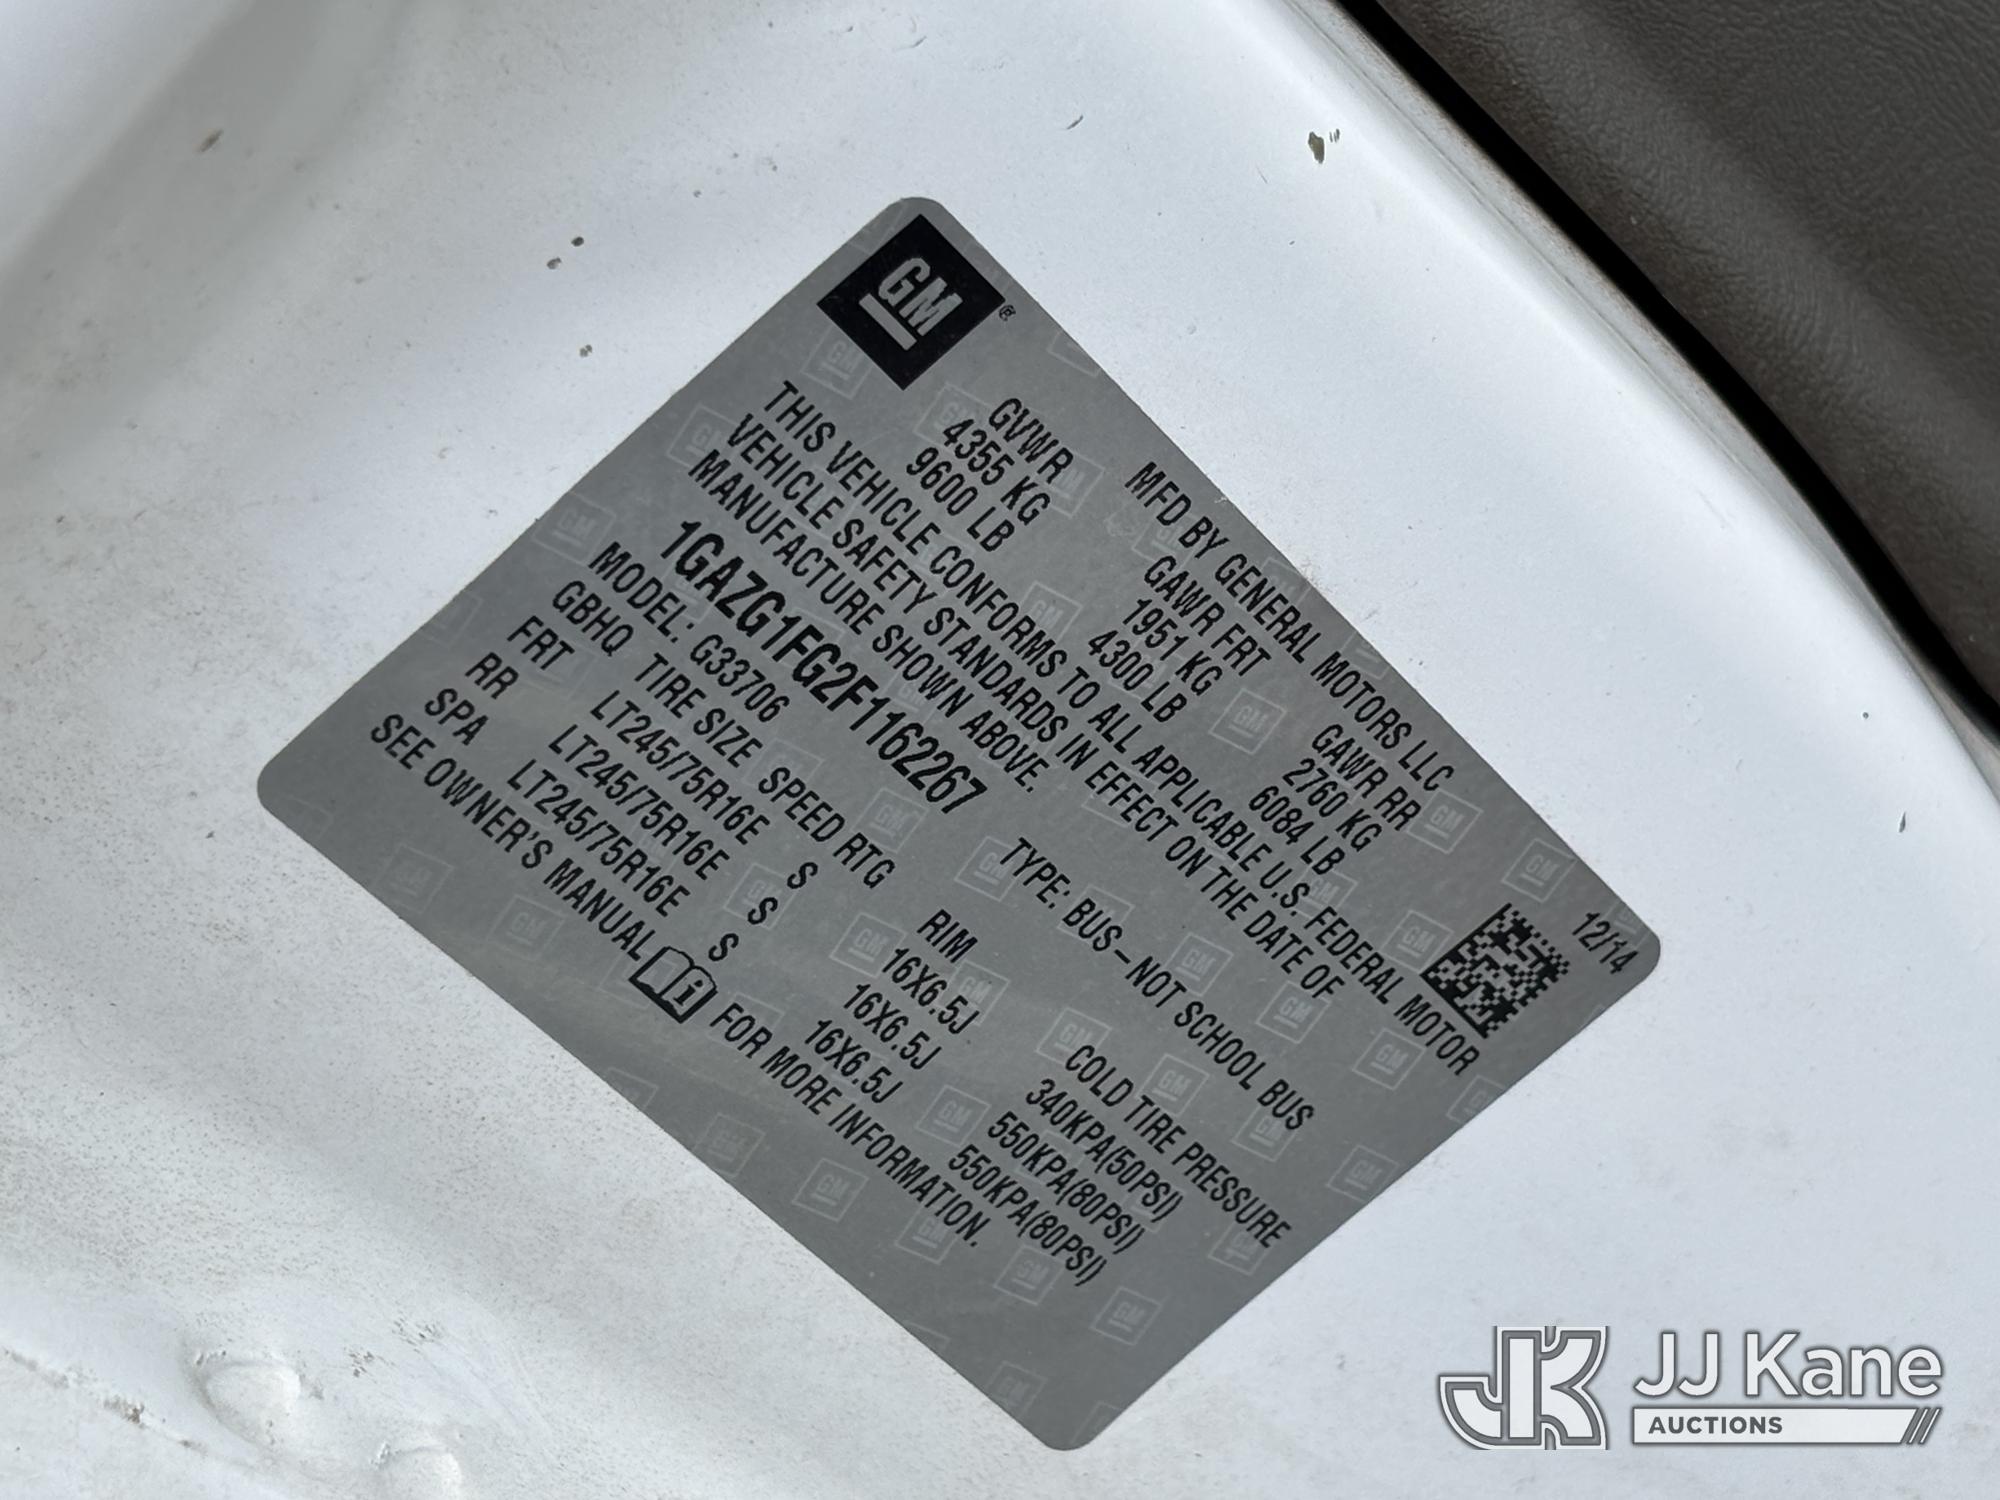 GM ®
MFD BY GENERAL MOTORS LLC 12/14
GVWR GAWR FRT GAWR RR
4355 KG 1951 KG 2760 KG
9600 LB 4300 LB 6084 LB
THIS VEHICLE CONFORMS TO ALL APPLICABLE U.S. FEDERAL MOTOR
VEHICLE SAFETY STANDARDS IN EFFECT ON THE DATE OF
MANUFACTURE SHOWN ABOVE.
1GAZG1FG2F1162267 TYPE: BUS – NOT SCHOOL BUS
MODEL: G33706
GBHQ TIRE SIZE SPEED RTG RIM COLD TIRE PRESSURE
FRT LT245/75R16E S 16X6.5J 340KPA(50PSI)
RR LT245/75R16E S 16X6.5J 550KPA(80PSI)
SPA LT245/75R16E S 16X6.5J 550KPA(80PSI)
SEE OWNER'S MANUAL i FOR MORE INFORMATION.
JK JJ Kane
AUCTIONS